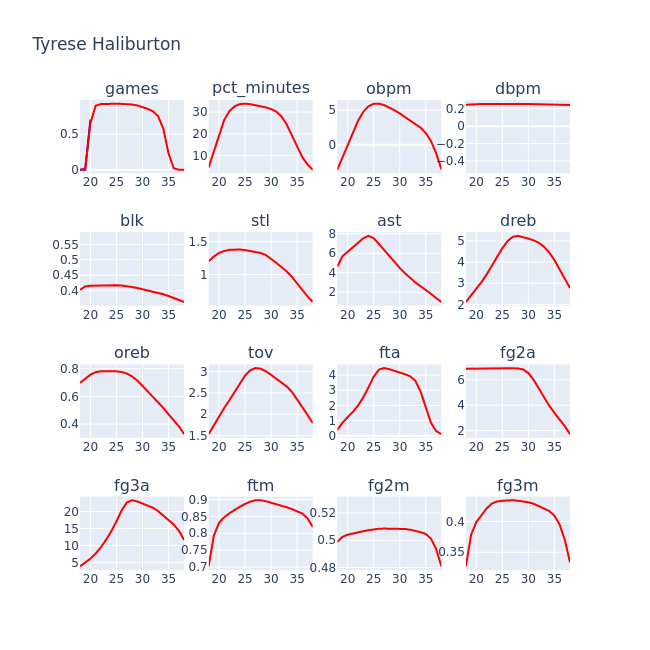 Tyrese Haliburton
games pct_minutes obpm dbpm
0.5
0
20 25 30 35
30
20
10
20 25 30 35
5
0
20 25 30 35
0.2
0
−0.2
−0.4
20 25 30 35
blk stl ast dreb
0.55
0.5
0.45
0.4
20 25 30 35
1.5
1
20 25 30 35
8
6
4
2
20 25 30 35
5
4
3
2
20 25 30 35
oreb tov fta fg2a
0.8
0.6
0.4
20 25 30 35
3
2.5
2
1.5
20 25 30 35
4
3
2
1
0
20 25 30 35
6
4
2
20 25 30 35
fg3a ftm fg2m fg3m
20
15
10
5
20 25 30 35
0.9
0.85
0.8
0.75
0.7
20 25 30 35
0.52
0.5
0.48
20 25 30 35
0.4
0.35
20 25 30 35